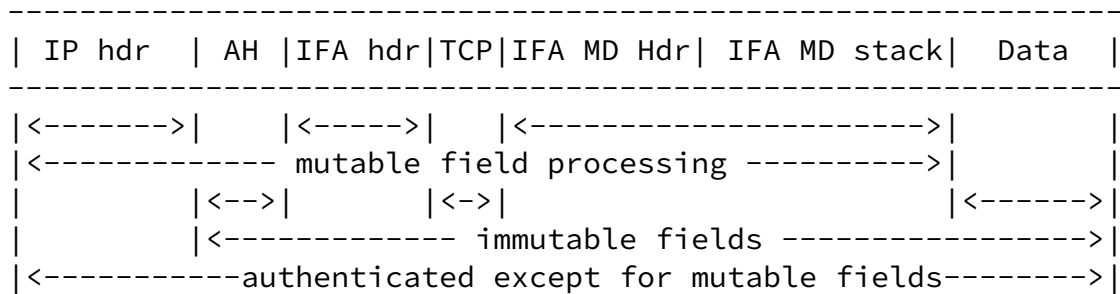 ---------------------------------------------------------------
| IP hdr  | AH |IFA hdr|TCP|IFA MD Hdr| IFA MD stack|  Data  |
---------------------------------------------------------------
|<------->|    |<----->|   |<----------------------->|        |
|<------------- mutable field processing ---------->|        |
|         |<-->|       |<->|                        |<------>|
|         |<------------- immutable fields ----------------->|
|<-----------authenticated except for mutable fields-------->|